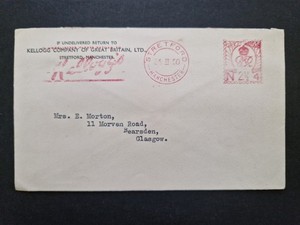 IF UNDELIVERED RETURN TO
KELLOGG COMPANY OF GREAT BRITAIN, LTD.
STRETFORD, MANCHESTER.
Kellogg's
STRETFORD
MANCHESTER
Mrs. E. Morton,
11 Morven Road,
Bearsden,
Glasgow.